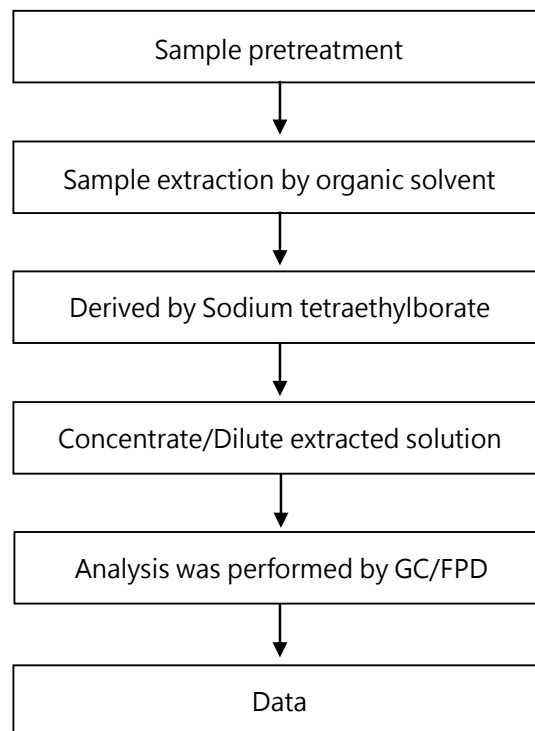 Sample pretreatment
Sample extraction by organic solvent
Derived by Sodium tetraethylborate
Concentrate/Dilute extracted solution
Analysis was performed by GC/FPD
Data